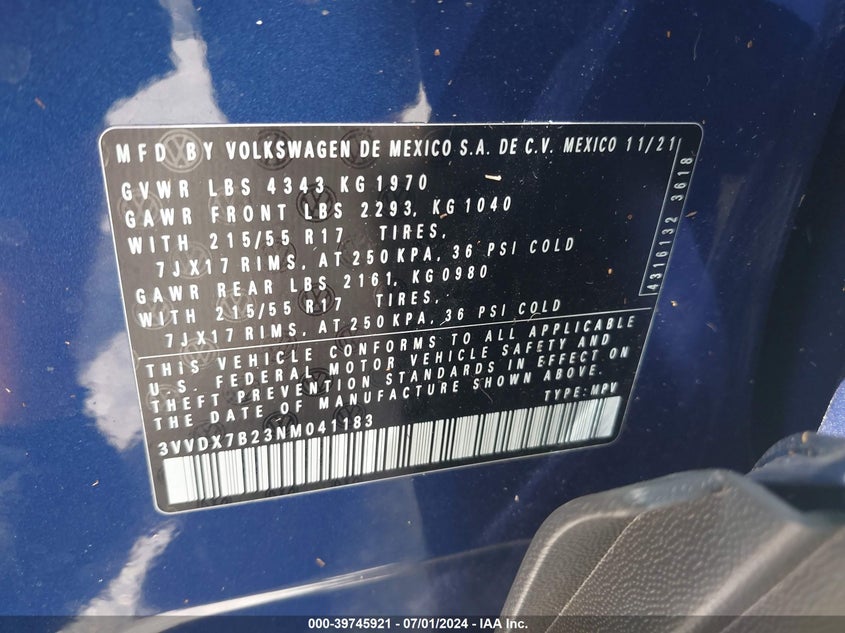 MFD BY VOLKSWAGEN DE MEXICO S.A. DE C.V. MEXICO 11/21
GVWR LBS 4343 KG 1970
GAWR FRONT LBS 2293, KG 1040
WITH 215/55 R17 TIRES,
7JX17 RIMS, AT 250 KPA, 36 PSI COLD
GAWR REAR LBS 2161, KG 0980
WITH 215/55 R17 TIRES,
7JX17 RIMS, AT 250 KPA, 36 PSI COLD
4316132 3618
THIS VEHICLE CONFORMS TO ALL APPLICABLE
U.S. FEDERAL MOTOR VEHICLE SAFETY AND
THEFT PREVENTION STANDARDS IN EFFECT ON
THE DATE OF MANUFACTURE SHOWN ABOVE.
TYPE: MPV
3VVDX7B23NM041183
000-39745921 / 07/01/2024 - IAA Inc.